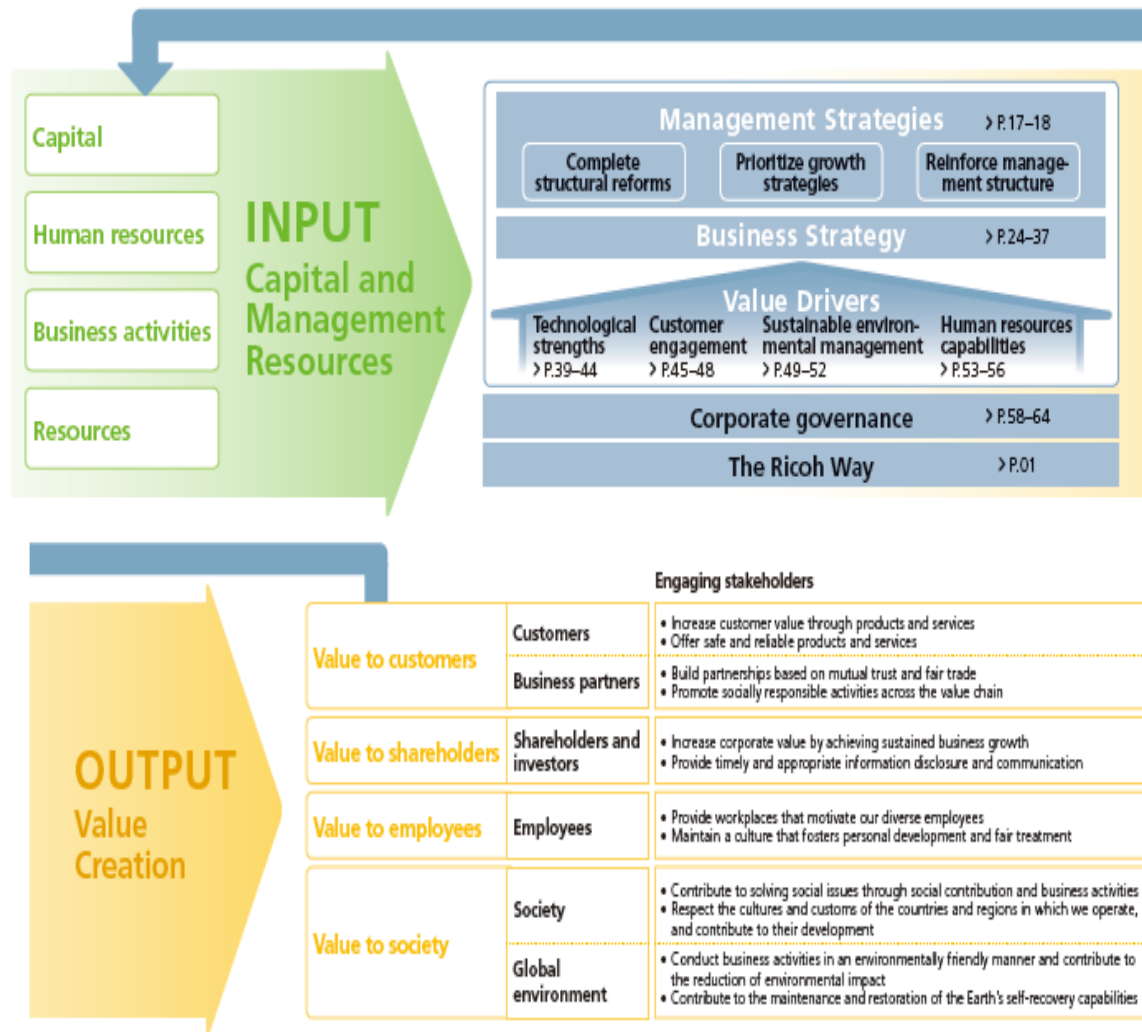 Capital
Human resources
Business activities
Resources
INPUT
Capital and
Management
Resources
Management Strategies > P.17–18
Complete
structural reforms
Prioritize growth
strategies
Reinforce manage-
ment structure
Business Strategy > P.24–37
Value Drivers
Technological
strengths
> P.39–44
Customer
engagement
> P.45–48
Sustainable environ-
mental management
> P.49–52
Human resources
capabilities
> P.53–56
Corporate governance > P.58–64
The Ricoh Way > P.01
OUTPUT
Value
Creation
Engaging stakeholders
Value to customers
Customers
• Increase customer value through products and services
• Offer safe and reliable products and services
Business partners
• Build partnerships based on mutual trust and fair trade
• Promote socially responsible activities across the value chain
Value to shareholders
Shareholders and
investors
• Increase corporate value by achieving sustained business growth
• Provide timely and appropriate information disclosure and communication
Value to employees
Employees
• Provide workplaces that motivate our diverse employees
• Maintain a culture that fosters personal development and fair treatment
Value to society
Society
• Contribute to solving social issues through social contribution and business activities
• Respect the cultures and customs of the countries and regions in which we operate,
and contribute to their development
Global
environment
• Conduct business activities in an environmentally friendly manner and contribute to
the reduction of environmental impact
• Contribute to the maintenance and restoration of the Earth's self-recovery capabilities